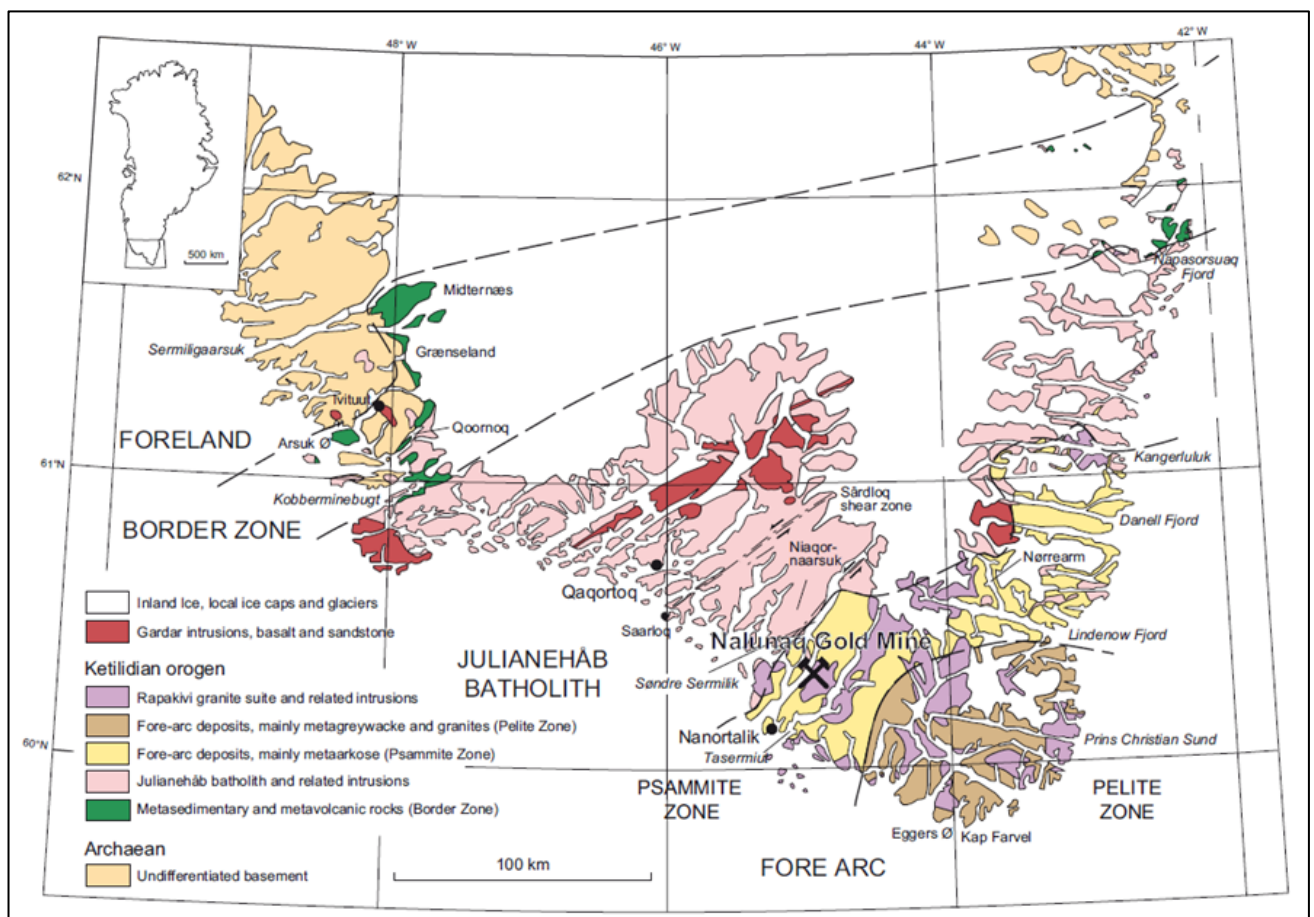 48° W
46° W
44° W
42° W
62°N
500 km
Midternæs
Napasorsuaq
Fjord
Sermiligaarsuk
Grænseland
Ivituut
FORELAND
Arsuk Ø
Qoornoq
61°N
Kangerluluk
Kobberminebugt
Sârdloq
shear zone
BORDER ZONE
Danell Fjord
Niaqor-
naarsuk
Nørrearm
Qaqortoq
Inland Ice, local ice caps and glaciers
Gardar intrusions, basalt and sandstone
Saarloq
Lindenow Fjord
Nalunaq Gold Mine
JULIANEHÅB
BATHOLITH
Ketilidian orogen
Søndre Sermilik
Rapakivi granite suite and related intrusions
Fore-arc deposits, mainly metagreywacke and granites (Pelite Zone)
Nanortalik
Prins Christian Sund
60°N
Fore-arc deposits, mainly metaarkose (Psammite Zone)
Tasermiut
Julianehåb batholith and related intrusions
PSAMMITE
ZONE
PELITE
ZONE
Metasedimentary and metavolcanic rocks (Border Zone)
Eggers Ø
Kap Farvel
Archaean
Undifferentiated basement
100 km
FORE ARC